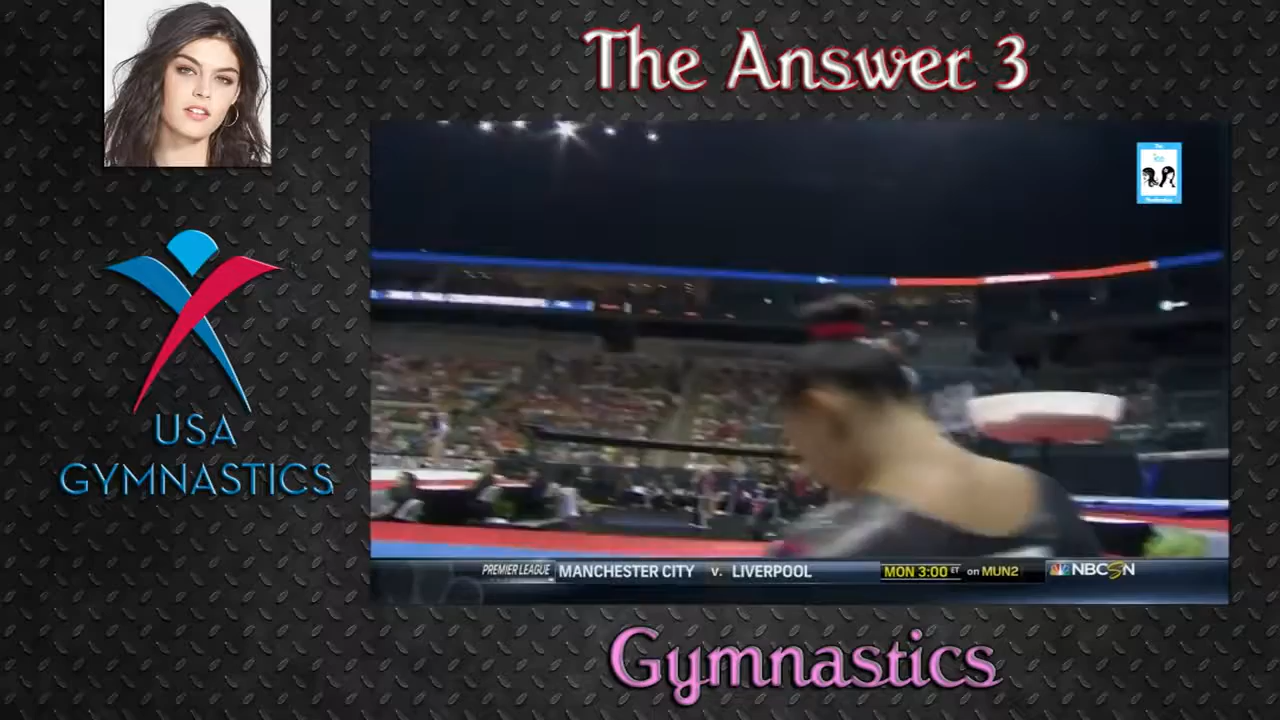 The Answer 3
USA
GYMNASTICS
PREMIER LEAGUE MANCHESTER CITY v. LIVERPOOL MON 3:00 ET on MUN2 NBCSN
Gymnastics